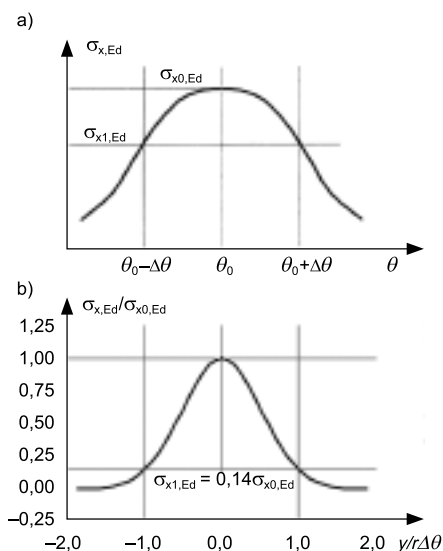 a)
σx,Ed
σx0,Ed
σx1,Ed
θ0–Δθ θ0 θ0+Δθ θ
b)
σx,Ed/σx0,Ed
1,25
1,00
0,75
0,50
0,25
σx1,Ed = 0,14σx0,Ed
0,00
–0,25
–2,0 –1,0 0,0 1,0 2,0 y/rΔθ